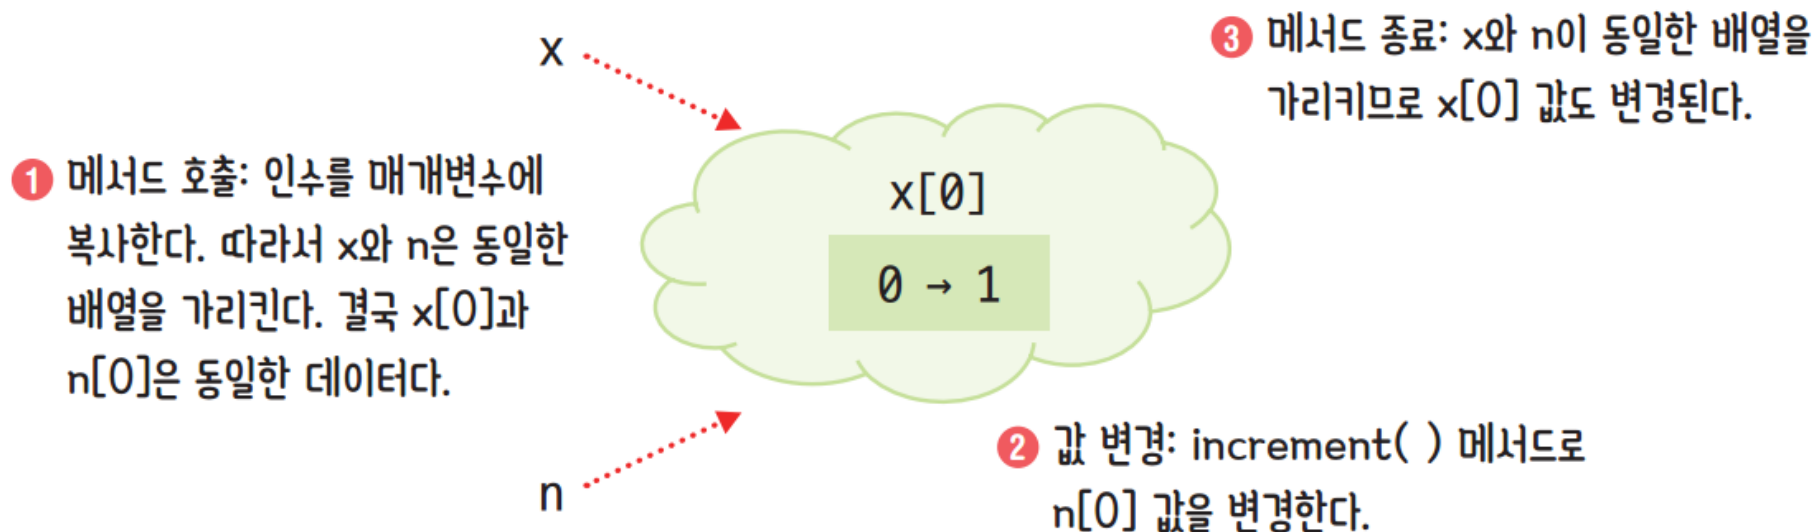 x
❶ 메서드 호출: 인수를 매개변수에
복사한다. 따라서 x와 n은 동일한
배열을 가리킨다. 결국 x[0]과
n[0]은 동일한 데이터다.
x[0]
0 → 1
n
❷ 값 변경: increment( ) 메서드로
n[0] 값을 변경한다.
❸ 메서드 종료: x와 n이 동일한 배열을
가리키므로 x[0] 값도 변경된다.